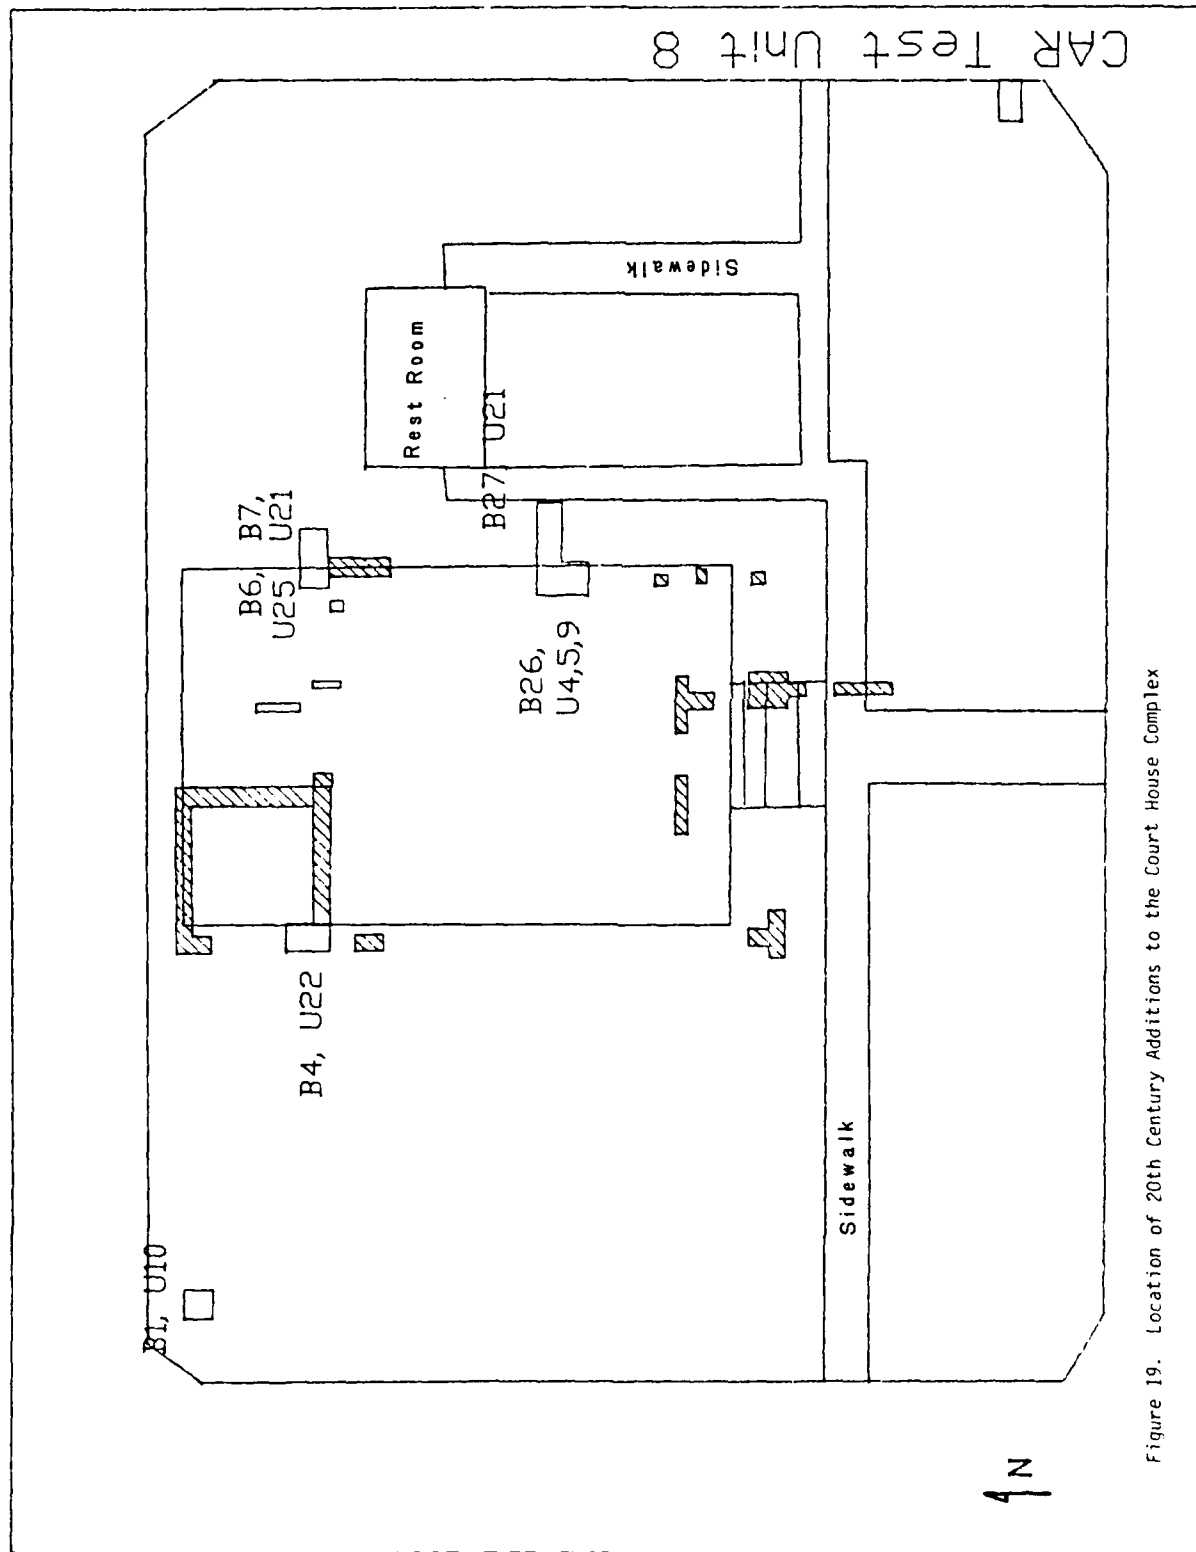 CAR Test Unit 8
Sidewalk
Rest Room
B27, U21
B7,
U21
B6,
U25
B26,
U4,5,9
B4, U22
Sidewalk
B1, U10
N
Figure 19. Location of 20th Century Additions to the Court House Complex